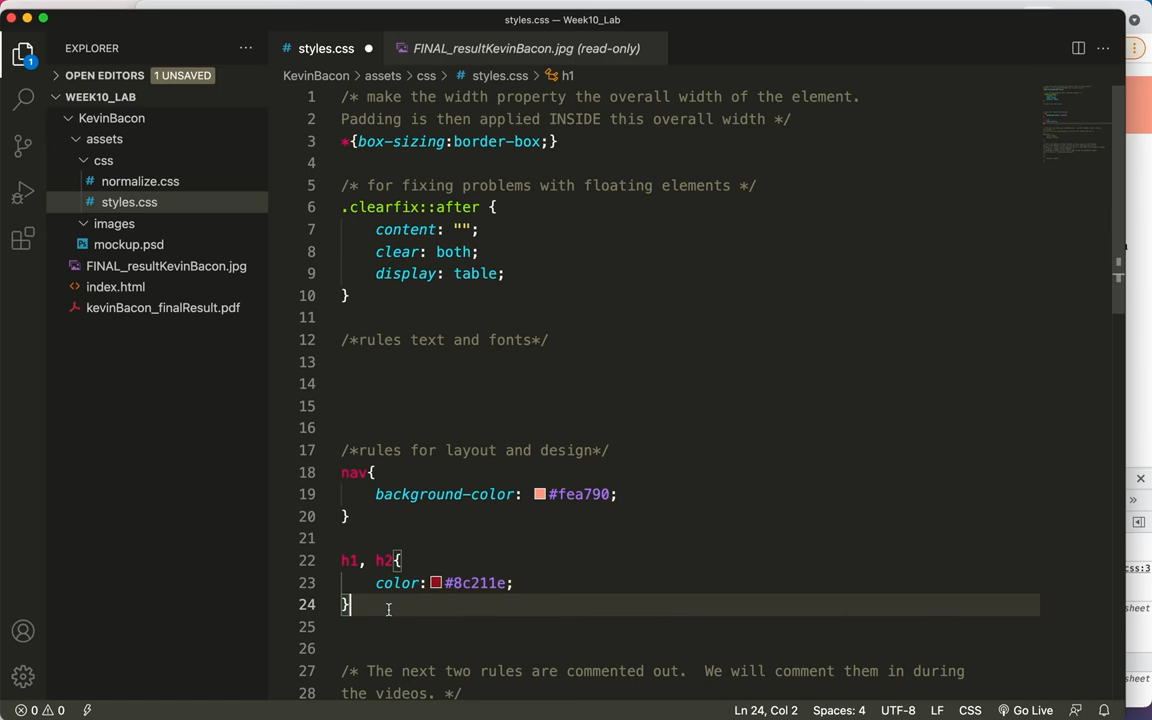 styles.css — Week10_Lab
EXPLORER
OPEN EDITORS 1 UNSAVED
WEEK10_LAB
KevinBacon
assets
css
# normalize.css
# styles.css
images
Ps mockup.psd
FINAL_resultKevinBacon.jpg
<> index.html
kevinBacon_finalResult.pdf
1
# styles.css
FINAL_resultKevinBacon.jpg (read-only)
KevinBacon > assets > css > # styles.css > h1
1 /* make the width property the overall width of the element.
2 Padding is then applied INSIDE this overall width */
3 *{box-sizing:border-box;}
4
5 /* for fixing problems with floating elements */
6 .clearfix::after {
7 content: "";
8 clear: both;
9 display: table;
10 }
11
12 /*rules text and fonts*/
13
14
15
16
17 /*rules for layout and design*/
18 nav{
19 background-color: #fea790;
20 }
21
22 h1, h2{
23 color: #8c211e;
24 }
25
26
27 /* The next two rules are commented out. We will comment them in during
28 the videos. */
0 0
Ln 24, Col 2 Spaces: 4 UTF-8 LF CSS Go Live
css:3
sheet
sheet